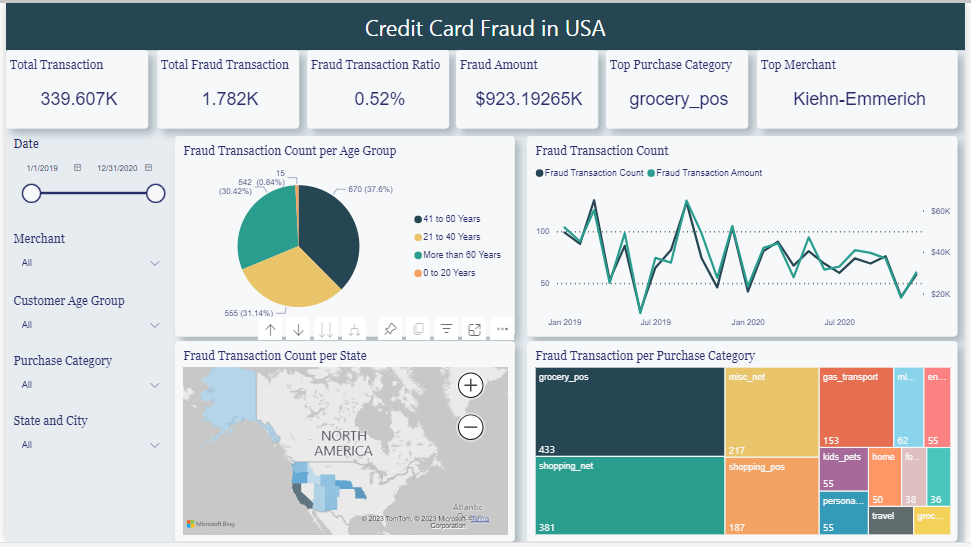 Credit Card Fraud in USA
Total Transaction
339.607K
Total Fraud Transaction
1.782K
Fraud Transaction Ratio
0.52%
Fraud Amount
$923.19265K
Top Purchase Category
grocery_pos
Top Merchant
Kiehn-Emmerich
Date
1/1/2019
12/31/2020
Merchant
All
Customer Age Group
All
Purchase Category
All
State and City
All
Fraud Transaction Count per Age Group
15
(0.84%)
542
(30.42%)
670 (37.6%)
555 (31.14%)
41 to 60 Years
21 to 40 Years
More than 60 Years
0 to 20 Years
Fraud Transaction Count
Fraud Transaction Count
Fraud Transaction Amount
100
50
$60K
$40K
$20K
Jan 2019
Jul 2019
Jan 2020
Jul 2020
Fraud Transaction Count per State
NORTH
AMERICA
Atlantic
Microsoft Bing
© 2023 TomTom, © 2023 Microsoft
Corporation
Terms
Fraud Transaction per Purchase Category
grocery_pos
433
shopping_net
381
misc_net
217
shopping_pos
187
gas_transport
153
mi...
62
en...
55
kids_pets
55
home
50
fo...
38
36
persona...
55
travel
groc...